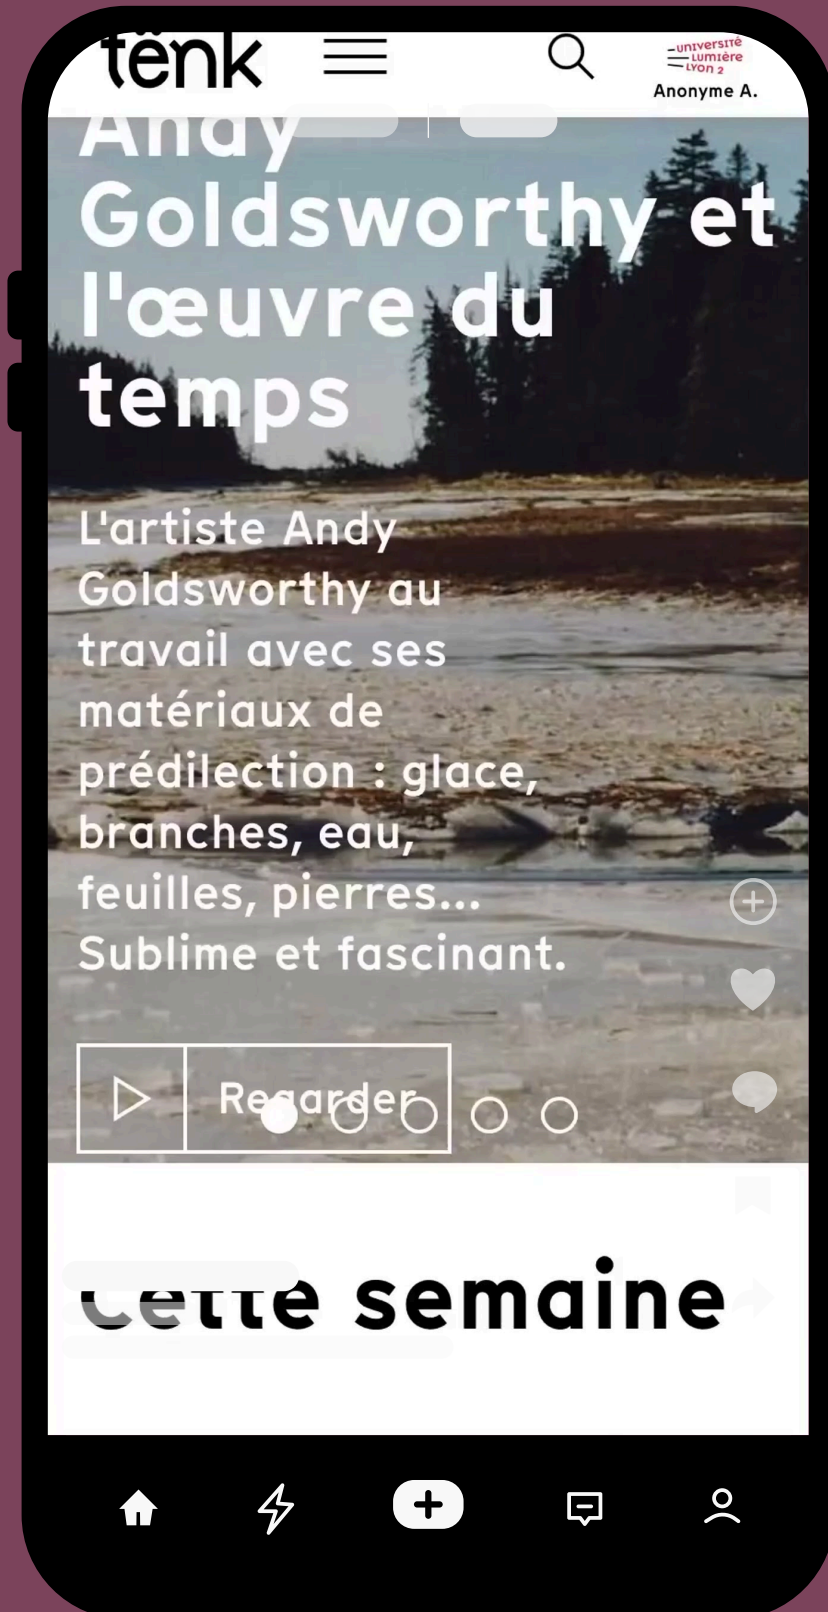 tënk
UNIVERSITÉ
LUMIÈRE
LYON 2
Anonyme A.
Andy
Goldsworthy et
l'œuvre du
temps
L'artiste Andy
Goldsworthy au
travail avec ses
matériaux de
prédilection : glace,
branches, eau,
feuilles, pierres...
Sublime et fascinant.
Regarder
Cette semaine